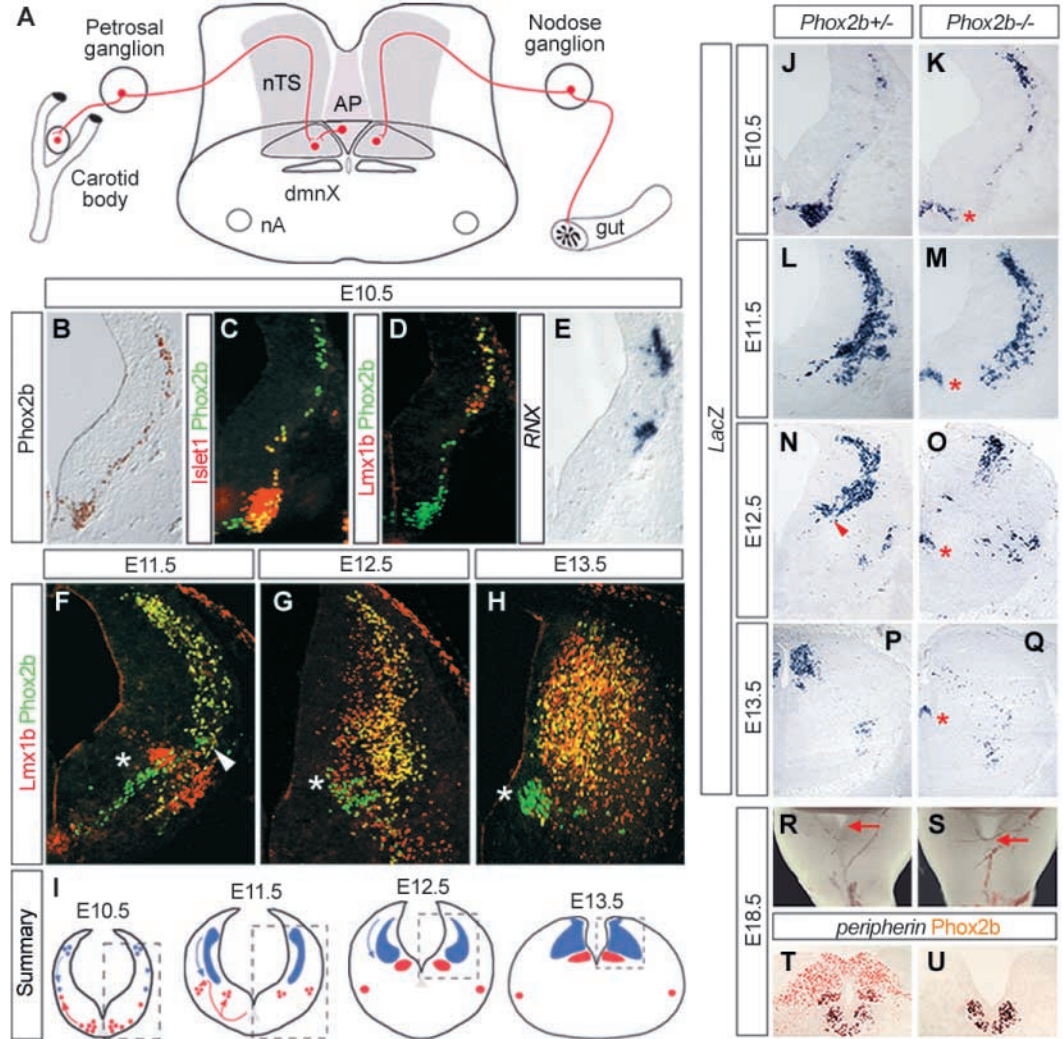 A
Petrosal
ganglion
Nodose
ganglion
nTS
AP
Carotid
body
dmnX
nA
gut
E10.5
Phox2b
B
Islet1 Phox2b
C
Lmx1b Phox2b
D
RNX
E
E11.5
E12.5
E13.5
Lmx1b Phox2b
F
*
G
*
H
*
Summary
I
E10.5
E11.5
E12.5
E13.5
Phox2b+/-
Phox2b-/-
LacZ
E10.5
J
K
*
E11.5
L
M
*
E12.5
N
O
*
E13.5
P
Q
*
E18.5
R
S
peripherin Phox2b
T
U